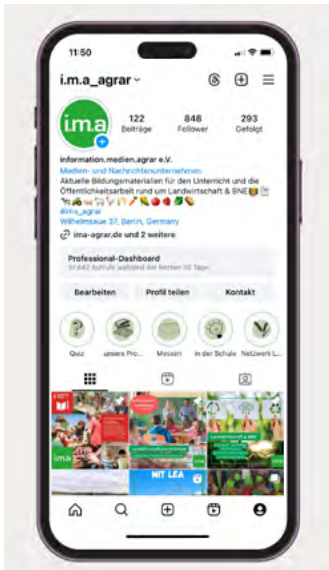 11:50
i.m.a_agrar
i.m.a
122 848 293
Beiträge Follower Gefolgt
information.medien.agrar e.V.
Medien- und Nachrichtenunternehmen
Aktuelle Bildungsmaterialien für den Unterricht und die
Öffentlichkeitsarbeit rund um Landwirtschaft & BNE
#ima_agrar
Wilhelmsaue 37, Berlin, Germany
ima-agrar.de und 2 weitere
Professional-Dashboard
Bearbeiten Profil teilen Kontakt
Quiz unsere Pro... Messen in der Schule Netzwerk L...
i.m.a
MIT LEA